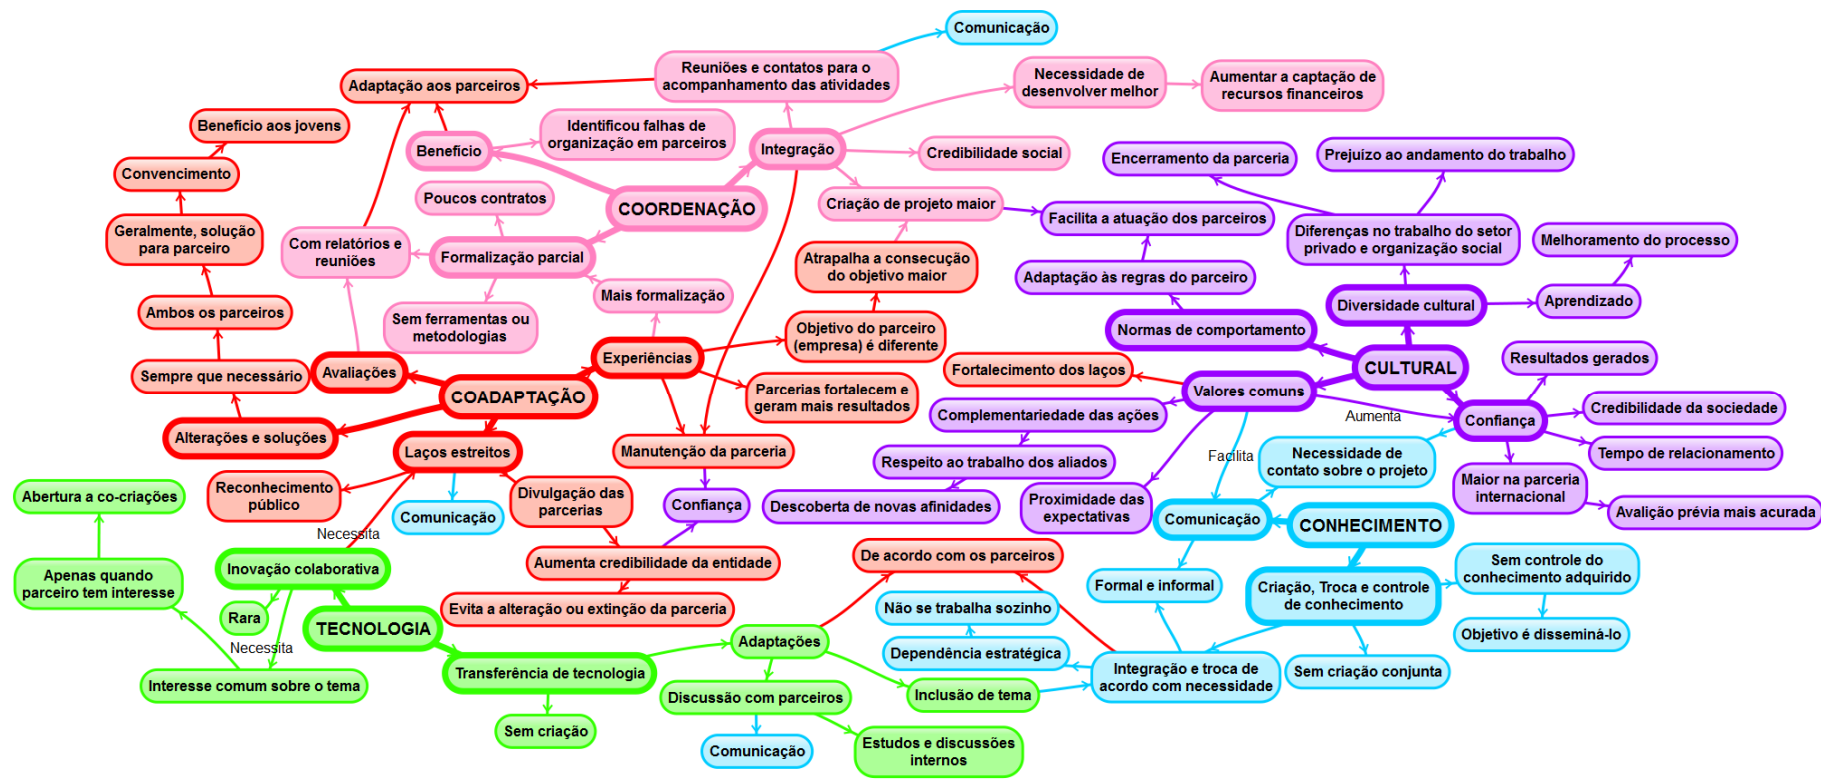 Comunicação
Reuniões e contatos para o
acompanhamento das atividades
Necessidade de
desenvolver melhor
Aumentar a captação de
recursos financeiros
Adaptação aos parceiros
Benefício aos jovens
Identificou falhas de
organização em parceiros
Benefício
Integração
Credibilidade social
Encerramento da parceria
Prejuizo ao andamento do trabalho
Convencimento
Poucos contratos
COORDENAÇÃO
Criação de projeto maior
Facilita a atuação dos parceiros
Geralmente, solução
para parceiro
Com relatórios e
reuniões
Formalização parcial
Diferenças no trabalho do setor
privado e organização social
Melhoramento do processo
Atrapalha a consecução
do objetivo maior
Adaptação às regras do parceiro
Mais formalização
Diversidade cultural
Aprendizado
Ambos os parceiros
Sem ferramentas ou
metodologias
Objetivo do parceiro
(empresa) é diferente
Normas de comportamento
Experiências
Resultados gerados
Sempre que necessário
Avaliações
Fortalecimento dos laços
CULTURAL
COADAPTAÇÃO
Parcerias fortalecem e
geram mais resultados
Valores comuns
Complementariedade das ações
Aumenta
Confiança
Credibilidade da sociedade
Alterações e soluções
Laços estreitos
Manutenção da parceria
Respeito ao trabalho dos aliados
Facilita
Necessidade de
contato sobre o projeto
Tempo de relacionamento
Abertura a co-criações
Reconhecimento
público
Divulgação das
parcerias
Confiança
Descoberta de novas afinidades
Proximidade das
expectativas
Maior na parceria
internacional
Comunicação
Comunicação
CONHECIMENTO
Avalição prévia mais acurada
Necessita
Apenas quando
parceiro tem interesse
Inovação colaborativa
Aumenta credibilidade da entidade
De acordo com os parceiros
Formal e informal
Criação, Troca e controle
de conhecimento
Sem controle do
conhecimento adquirido
Rara
TECNOLOGIA
Evita a alteração ou extinção da parceria
Não se trabalha sozinho
Objetivo é disseminá-lo
Necessita
Adaptações
Dependência estratégica
Interesse comum sobre o tema
Transferência de tecnologia
Integração e troca de
acordo com necessidade
Sem criação conjunta
Discussão com parceiros
Inclusão de tema
Sem criação
Comunicação
Estudos e discussões
internos